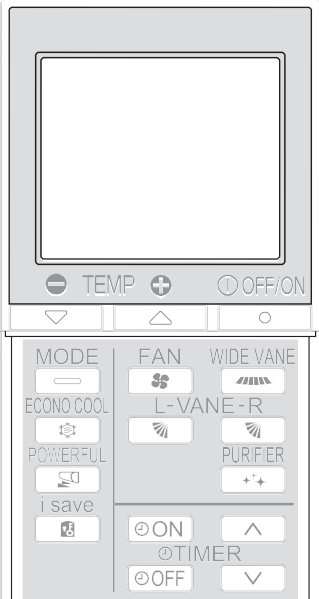 TEMP OFF/ON
MODE FAN WIDE VANE
ECONO COOL L-VANE-R
POWERFUL PURIFIER
i save
ON
TIMER
OFF